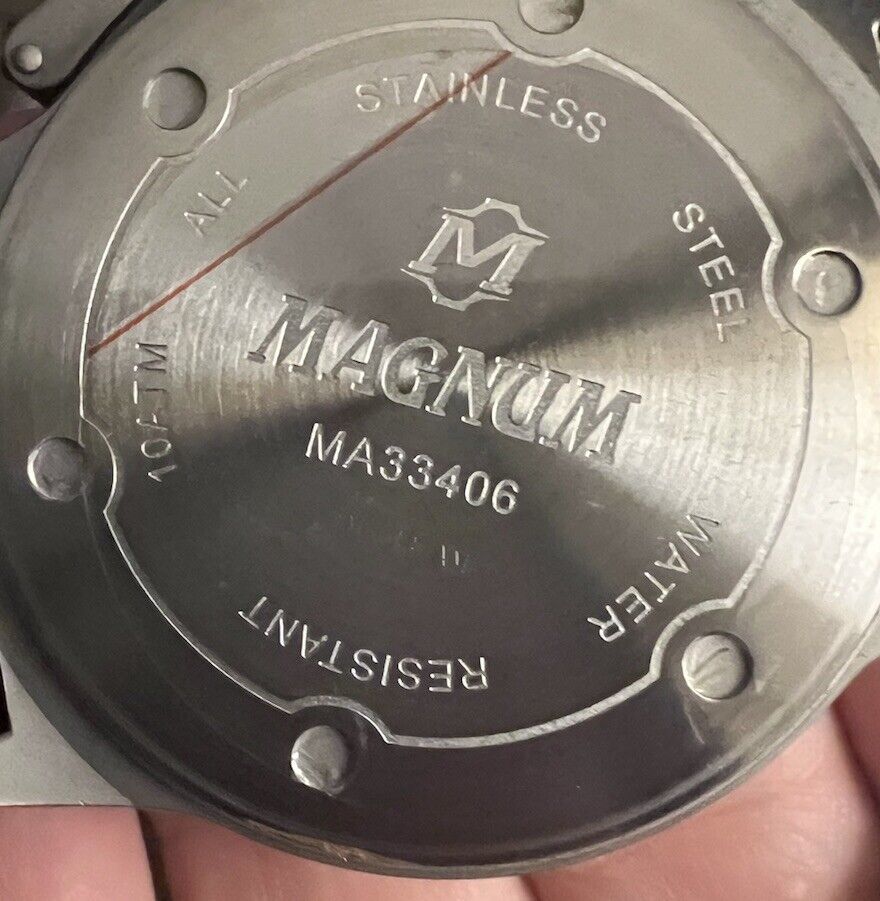 ALL STAINLESS STEEL WATER RESISTANT 10ATM
M
MAGNUM
MA33406